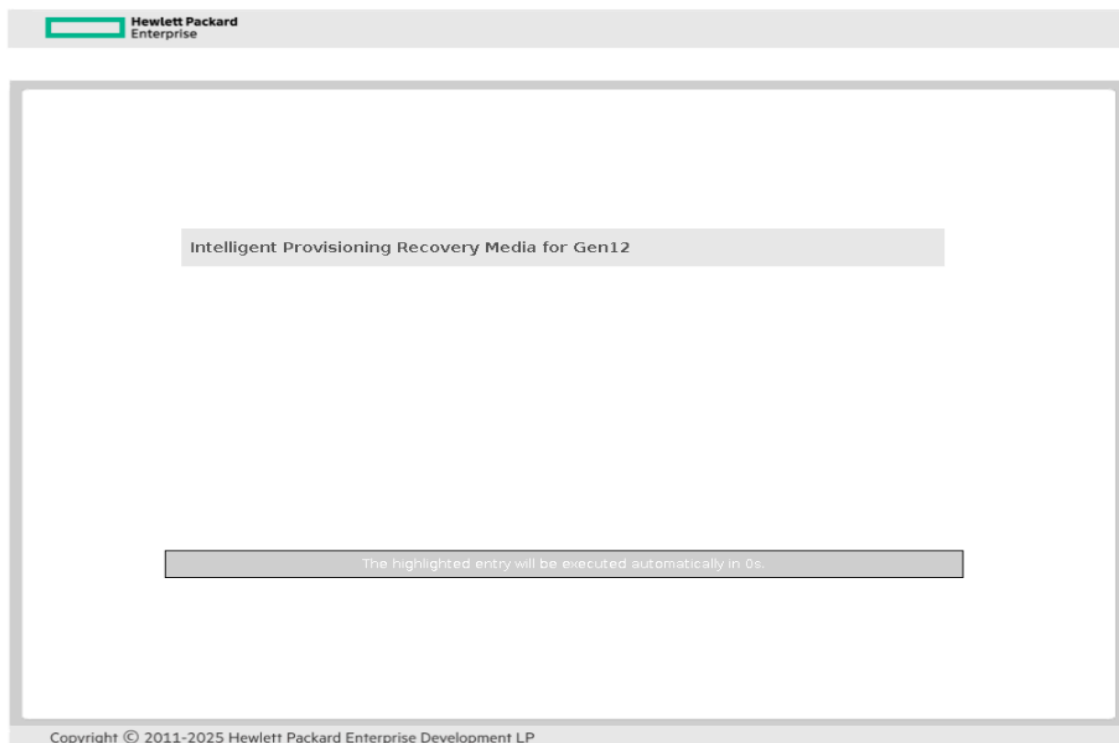 Hewlett Packard
Enterprise
Intelligent Provisioning Recovery Media for Gen12
The highlighted entry will be executed automatically in 0s.
Copyright © 2011-2025 Hewlett Packard Enterprise Development LP